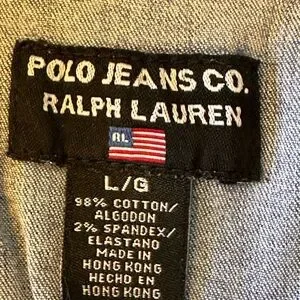 POLO JEANS CO.
RALPH LAUREN
RL
L/G
98% COTTON/
ALGODON
2% SPANDEX/
ELASTANO
MADE IN
HONG KONG
HECHO EN
HONG KONG